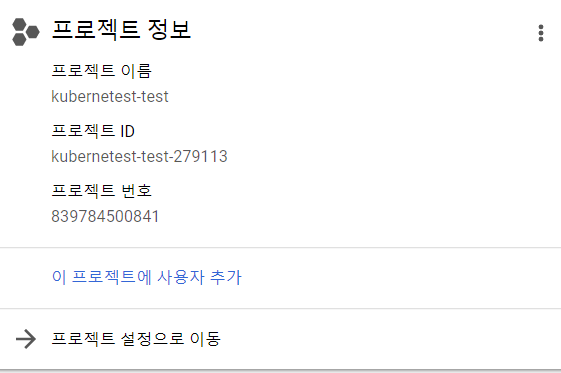 프로젝트 정보
프로젝트 이름
kubernetest-test
프로젝트 ID
kubernetest-test-279113
프로젝트 번호
839784500841
이 프로젝트에 사용자 추가
프로젝트 설정으로 이동